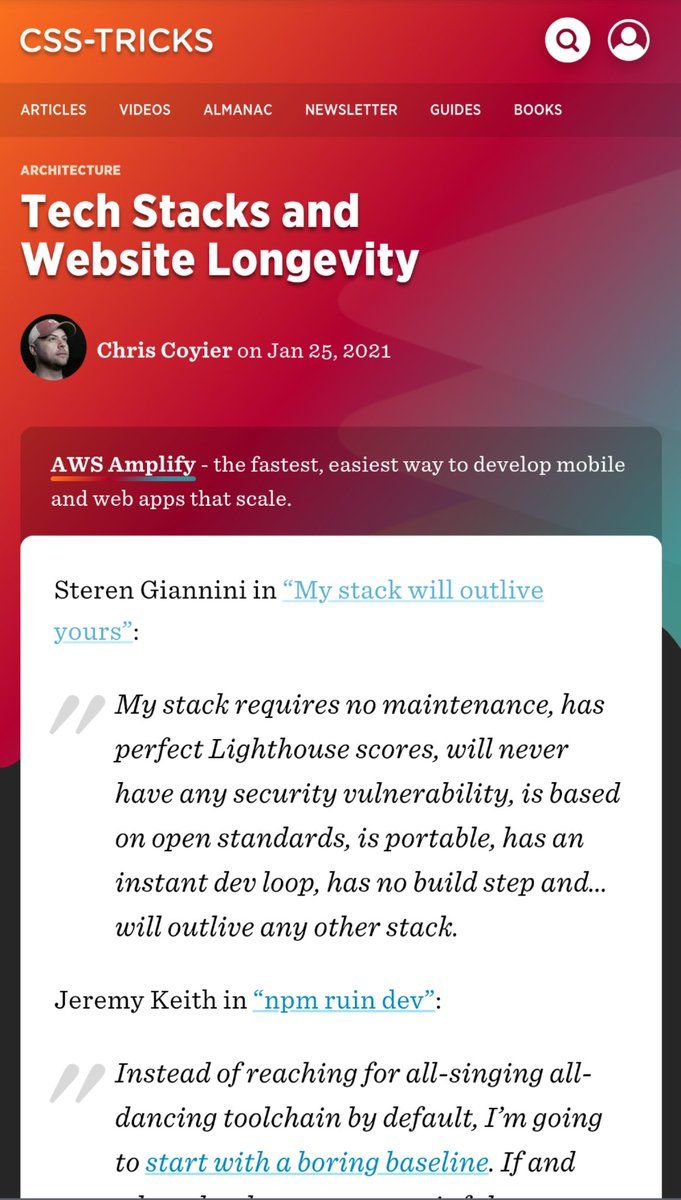 CSS-TRICKS
ARTICLES VIDEOS ALMANAC NEWSLETTER GUIDES BOOKS
ARCHITECTURE
Tech Stacks and
Website Longevity
Chris Coyier on Jan 25, 2021
AWS Amplify - the fastest, easiest way to develop mobile
and web apps that scale.
Steren Giannini in “My stack will outlive
yours”:
My stack requires no maintenance, has
perfect Lighthouse scores, will never
have any security vulnerability, is based
on open standards, is portable, has an
instant dev loop, has no build step and…
will outlive any other stack.
Jeremy Keith in “npm ruin dev”:
Instead of reaching for all-singing all-
dancing toolchain by default, I’m going
to start with a boring baseline. If and